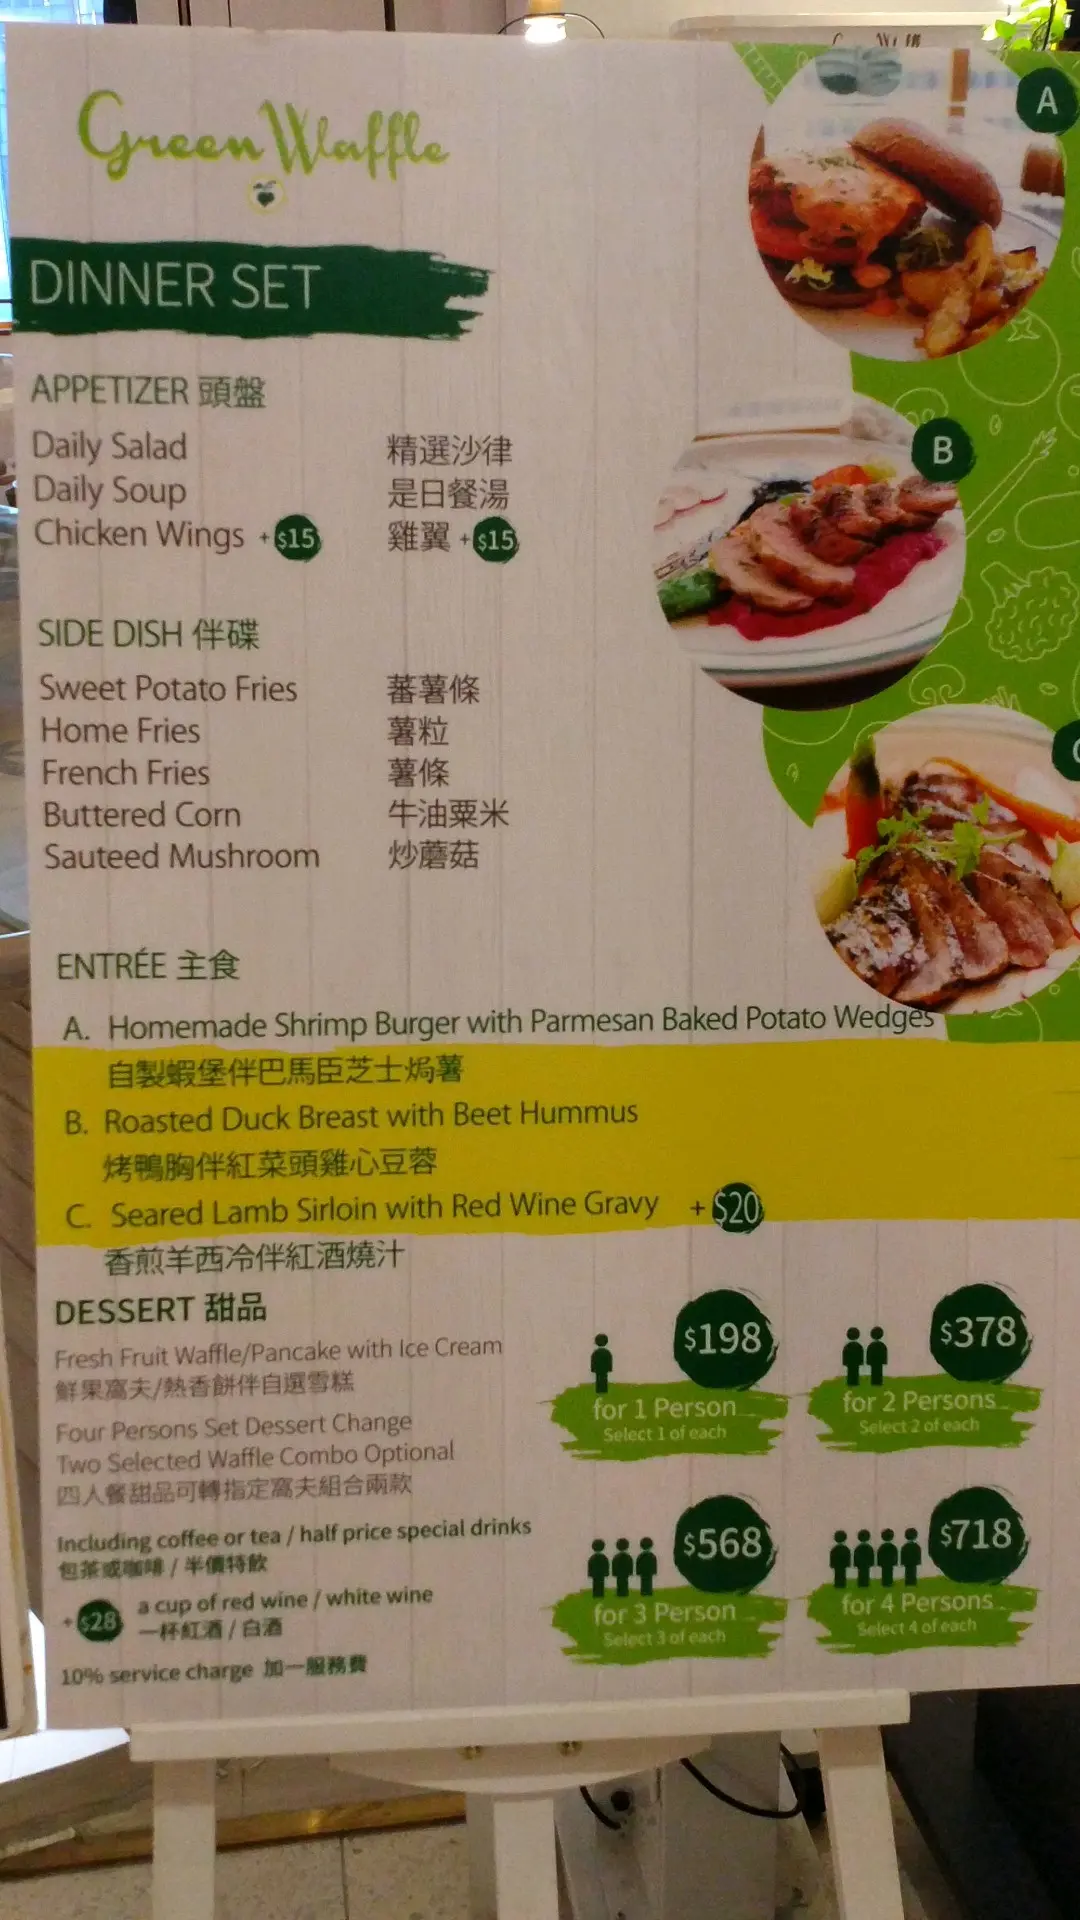 Green Waffle
DINNER SET
APPETIZER 頭盤
Daily Salad 精選沙律
Daily Soup 是日餐湯
Chicken Wings + $15 雞翼 + $15
SIDE DISH 伴碟
Sweet Potato Fries 蕃薯條
Home Fries 薯粒
French Fries 薯條
Buttered Corn 牛油粟米
Sauteed Mushroom 炒蘑菇
ENTRÉE 主食
A. Homemade Shrimp Burger with Parmesan Baked Potato Wedges
自製蝦堡伴巴馬臣芝士焗薯
B. Roasted Duck Breast with Beet Hummus
烤鴨胸伴紅菜頭雞心豆蓉
C. Seared Lamb Sirloin with Red Wine Gravy + $20
香煎羊西冷伴紅酒燒汁
DESSERT 甜品
Fresh Fruit Waffle/Pancake with Ice Cream
鮮果窩夫/熱香餅伴自選雪糕
Four Persons Set Dessert Change
Two Selected Waffle Combo Optional
四人餐甜品可轉指定窩夫組合兩款
Including coffee or tea / half price special drinks
包茶或咖啡 / 半價特飲
+ $28 a cup of red wine / white wine
一杯紅酒 / 白酒
10% service charge 加一服務費
$198
for 1 Person
Select 1 of each
$378
for 2 Persons
Select 2 of each
$568
for 3 Person
Select 3 of each
$718
for 4 Persons
Select 4 of each
A
B